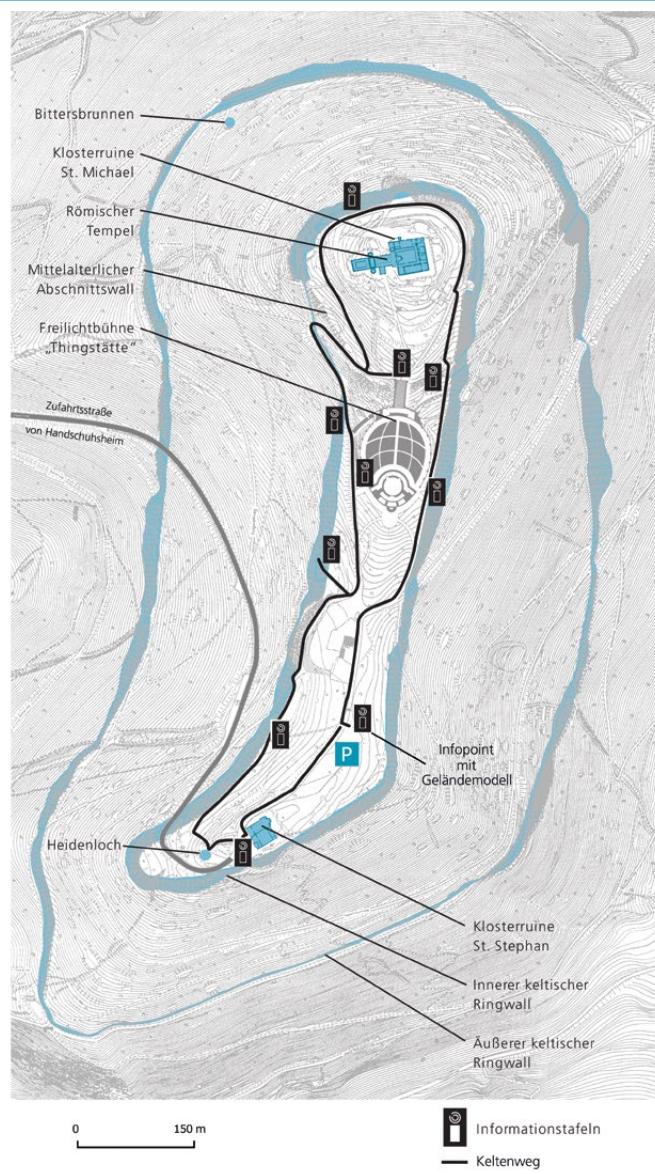 Bittersbrunnen
Klosterruine
St. Michael
Römischer
Tempel
Mittelalterlicher
Abschnittswall
Freilichtbühne
„Thingstätte“
Zufahrtsstraße
von Handschuhsheim
P
Infopoint
mit
Geländemodell
Heidenloch
Klosterruine
St. Stephan
Innerer keltischer
Ringwall
Äußerer keltischer
Ringwall
0 150 m
Informationstafeln
Keltenweg